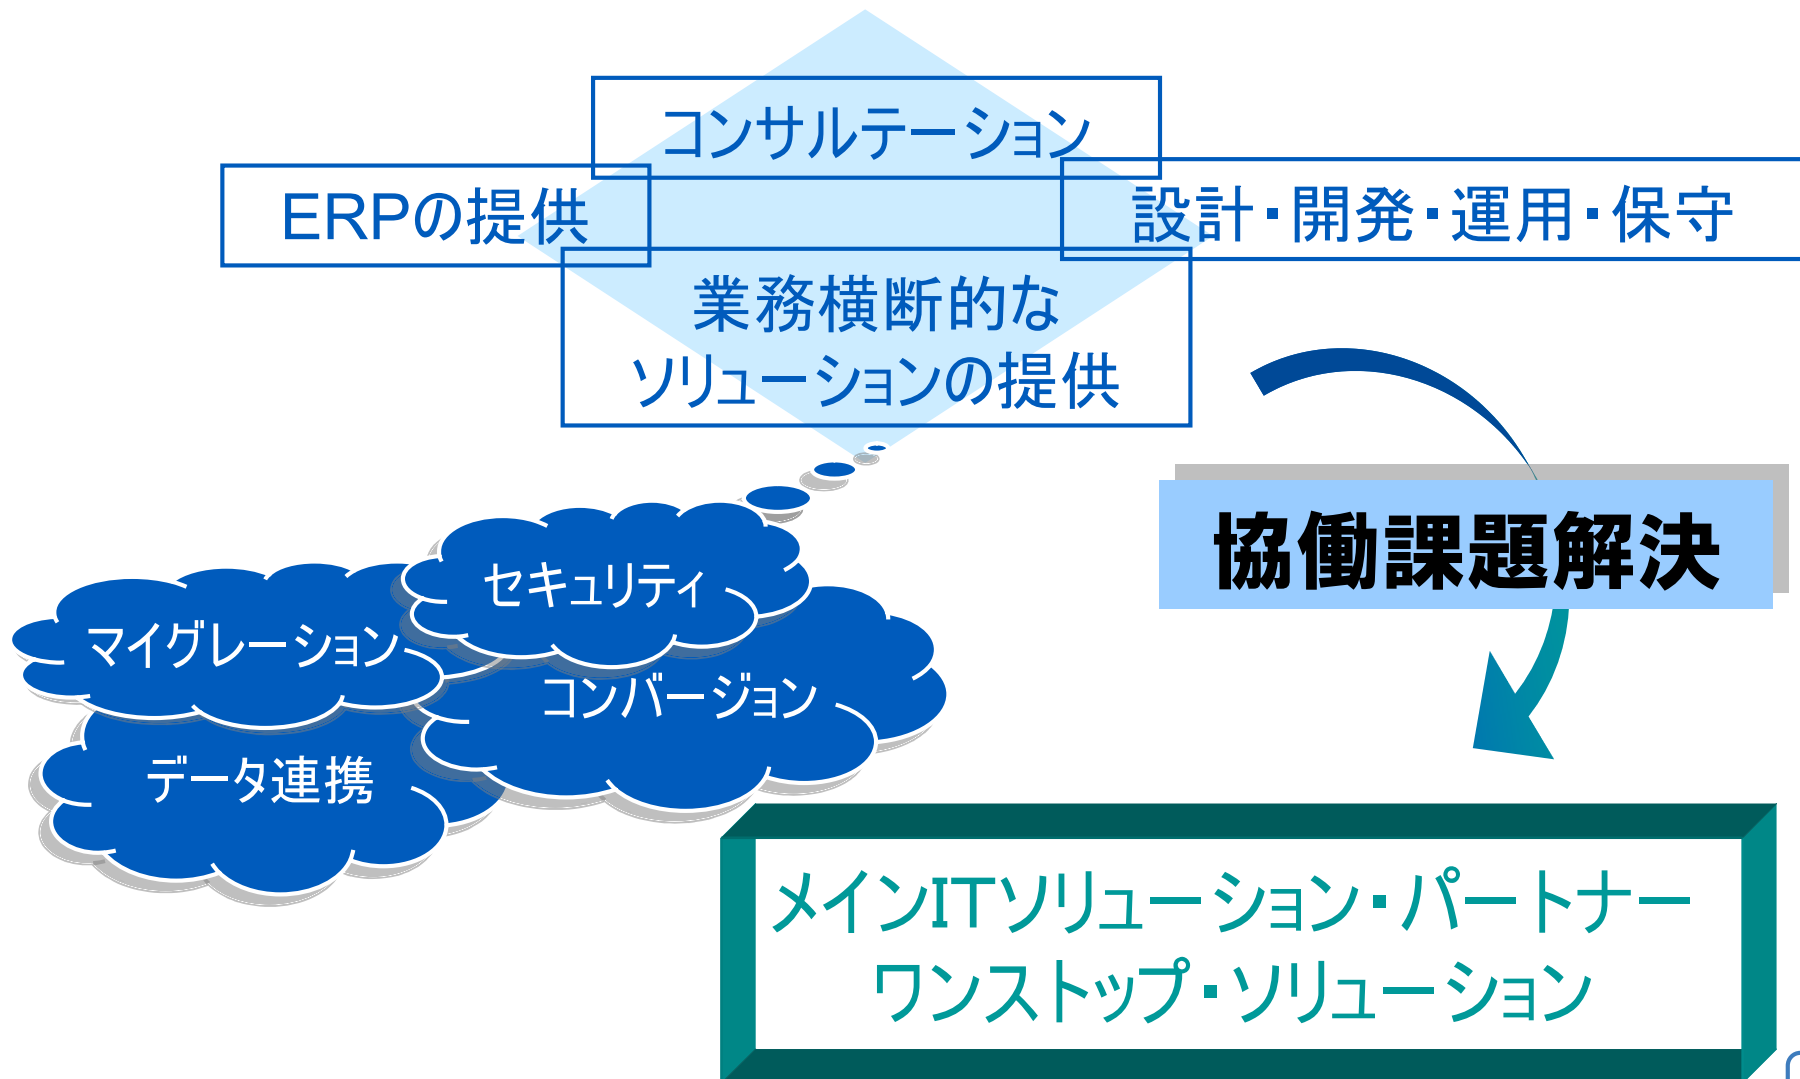 コンサルテーション
ERPの提供
設計・開発・運用・保守
業務横断的な
ソリューションの提供
協働課題解決
セキュリティ
マイグレーション
コンバージョン
データ連携
メインITソリューション・パートナー
ワンストップ・ソリューション